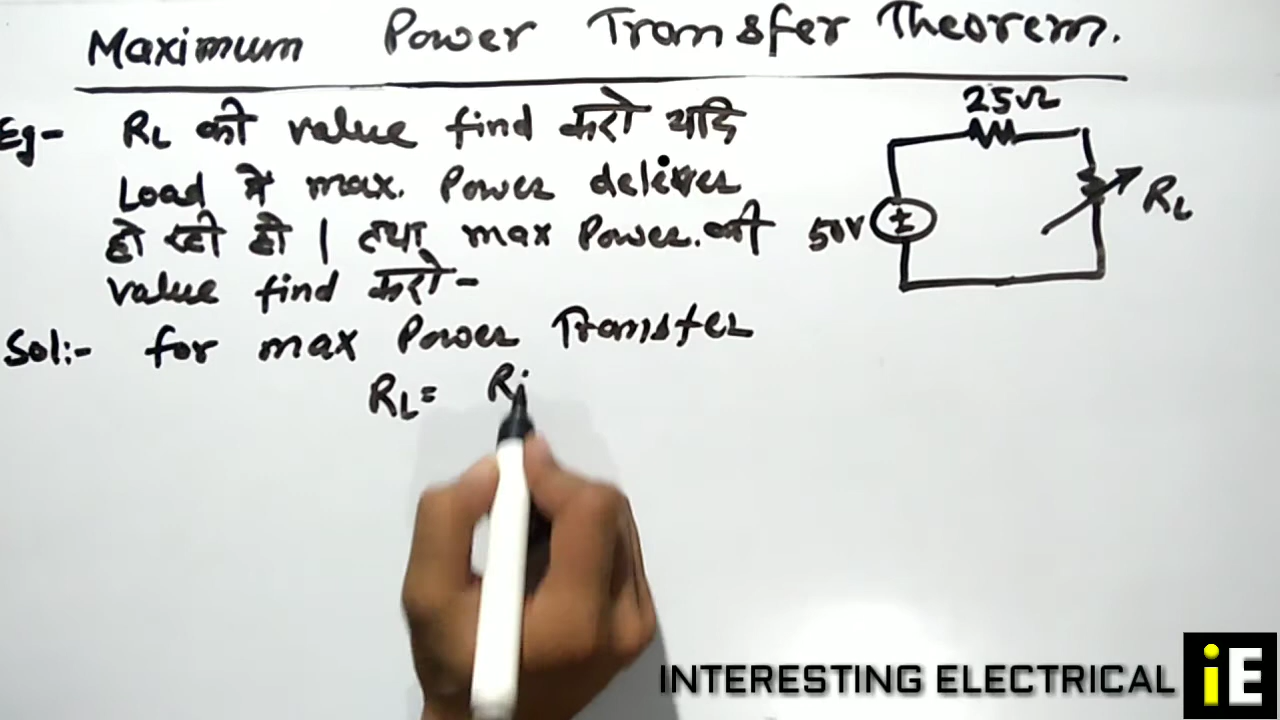 Maximum Power Transfer Theorem.
Eg- RL की value find करो यदि
Load मे max. Power deliver
हो रही हो | तथा max Power की
value find करो-
25Ω
50V
RL
Sol:- for max Power Transfer
RL = Ri
INTERESTING ELECTRICAL
iE